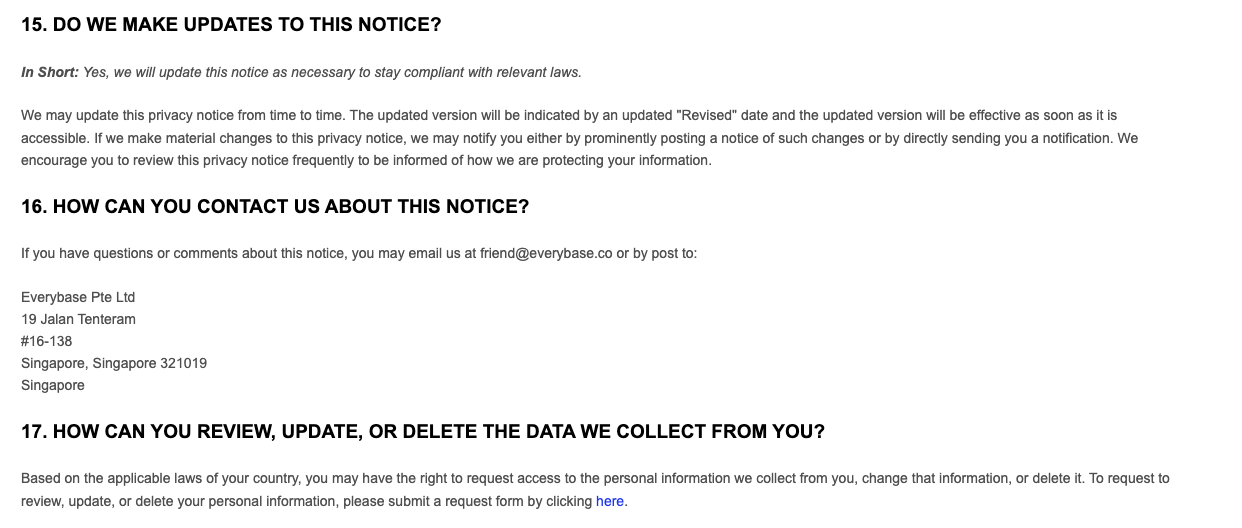 15. DO WE MAKE UPDATES TO THIS NOTICE?
In Short: Yes, we will update this notice as necessary to stay compliant with relevant laws.
We may update this privacy notice from time to time. The updated version will be indicated by an updated "Revised" date and the updated version will be effective as soon as it is
accessible. If we make material changes to this privacy notice, we may notify you either by prominently posting a notice of such changes or by directly sending you a notification. We
encourage you to review this privacy notice frequently to be informed of how we are protecting your information.
16. HOW CAN YOU CONTACT US ABOUT THIS NOTICE?
If you have questions or comments about this notice, you may email us at friend@everybase.co or by post to:
Everybase Pte Ltd
19 Jalan Tenteram
#16-138
Singapore, Singapore 321019
Singapore
17. HOW CAN YOU REVIEW, UPDATE, OR DELETE THE DATA WE COLLECT FROM YOU?
Based on the applicable laws of your country, you may have the right to request access to the personal information we collect from you, change that information, or delete it. To request to
review, update, or delete your personal information, please submit a request form by clicking here.